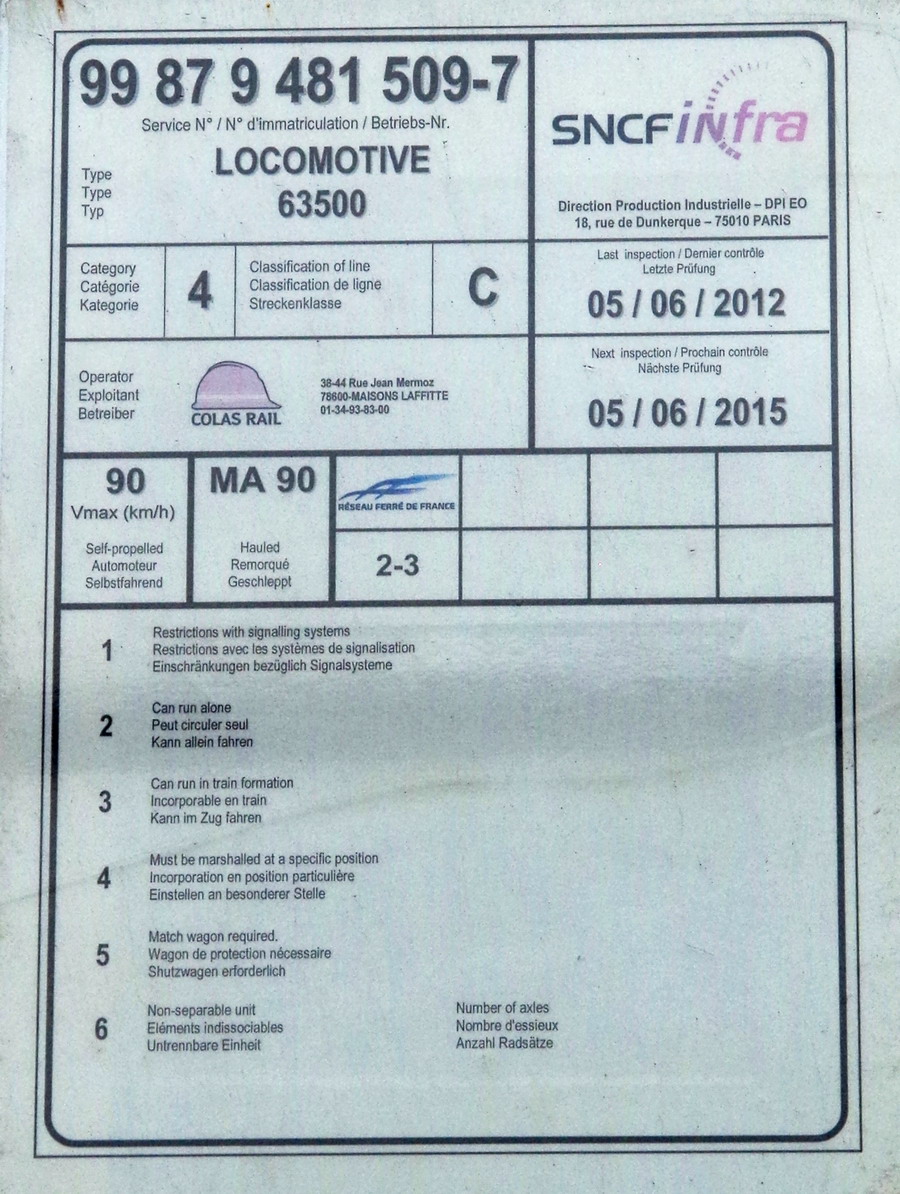 99 87 9 481 509-7
Service N° / N° d'immatriculation / Betriebs-Nr.
Type
Type
Typ
LOCOMOTIVE
63500
SNCF infra
Direction Production Industrielle – DPI EO
18, rue de Dunkerque – 75010 PARIS
Category
Catégorie
Kategorie
4
Classification of line
Classification de ligne
Streckenklasse
C
Last inspection / Dernier contrôle
Letzte Prüfung
05 / 06 / 2012
Operator
Exploitant
Betreiber
COLAS RAIL
38-44 Rue Jean Mermoz
78600-MAISONS LAFFITTE
01-34-93-83-00
Next inspection / Prochain contrôle
Nächste Prüfung
05 / 06 / 2015
90
Vmax (km/h)
Self-propelled
Automoteur
Selbstfahrend
MA 90
Hauled
Remorqué
Geschleppt
RÉSEAU FERRÉ DE FRANCE
2-3
1
Restrictions with signalling systems
Restrictions avec les systèmes de signalisation
Einschränkungen bezüglich Signalsysteme
2
Can run alone
Peut circuler seul
Kann allein fahren
3
Can run in train formation
Incorporable en train
Kann im Zug fahren
4
Must be marshalled at a specific position
Incorporation en position particulière
Einstellen an besonderer Stelle
5
Match wagon required.
Wagon de protection nécessaire
Shutzwagen erforderlich
6
Non-separable unit
Eléments indissociables
Untrennbare Einheit
Number of axles
Nombre d'essieux
Anzahl Radsätze